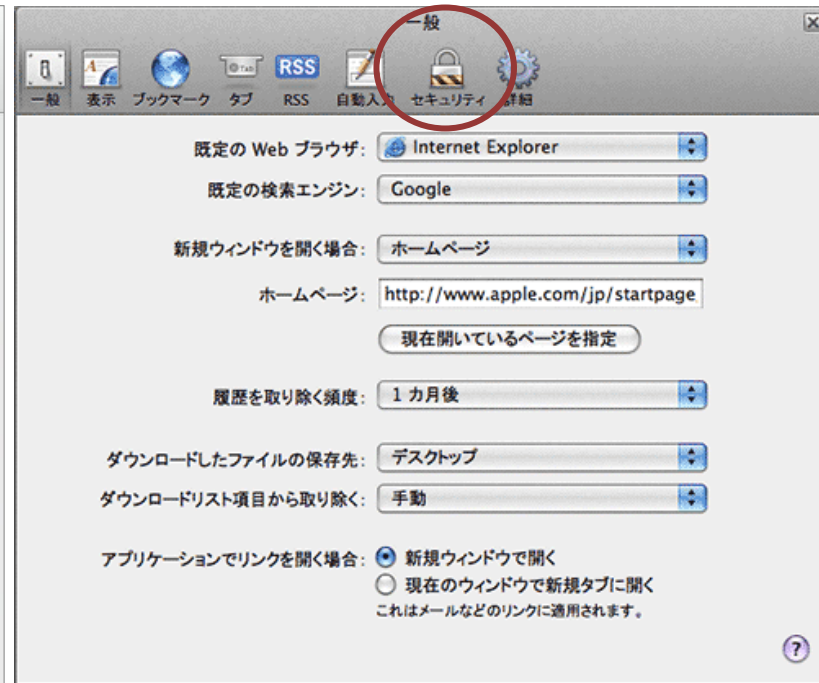 一般
一般 表示 ブックマーク タブ RSS 自動入力 セキュリティ 詳細
既定の Web ブラウザ: Internet Explorer
既定の検索エンジン: Google
新規ウィンドウを開く場合: ホームページ
ホームページ: http://www.apple.com/jp/startpage
現在開いているページを指定
履歴を取り除く頻度: 1 カ月後
ダウンロードしたファイルの保存先: デスクトップ
ダウンロードリスト項目から取り除く: 手動
アプリケーションでリンクを開く場合: 新規ウィンドウで開く
現在のウィンドウで新規タブに開く
これはメールなどのリンクに適用されます。
?